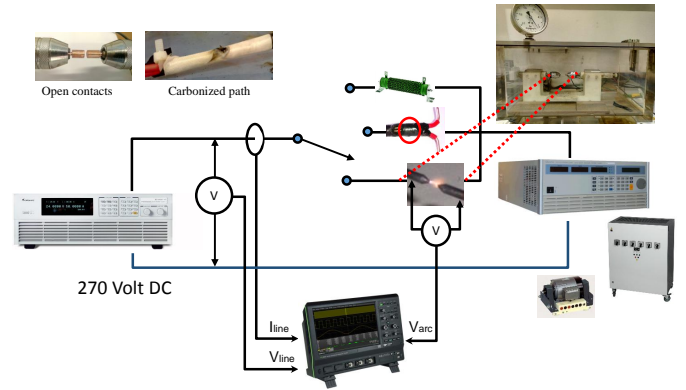 Open contacts
Carbonized path
V
V
270 Volt DC
Iline
Vline
Varc